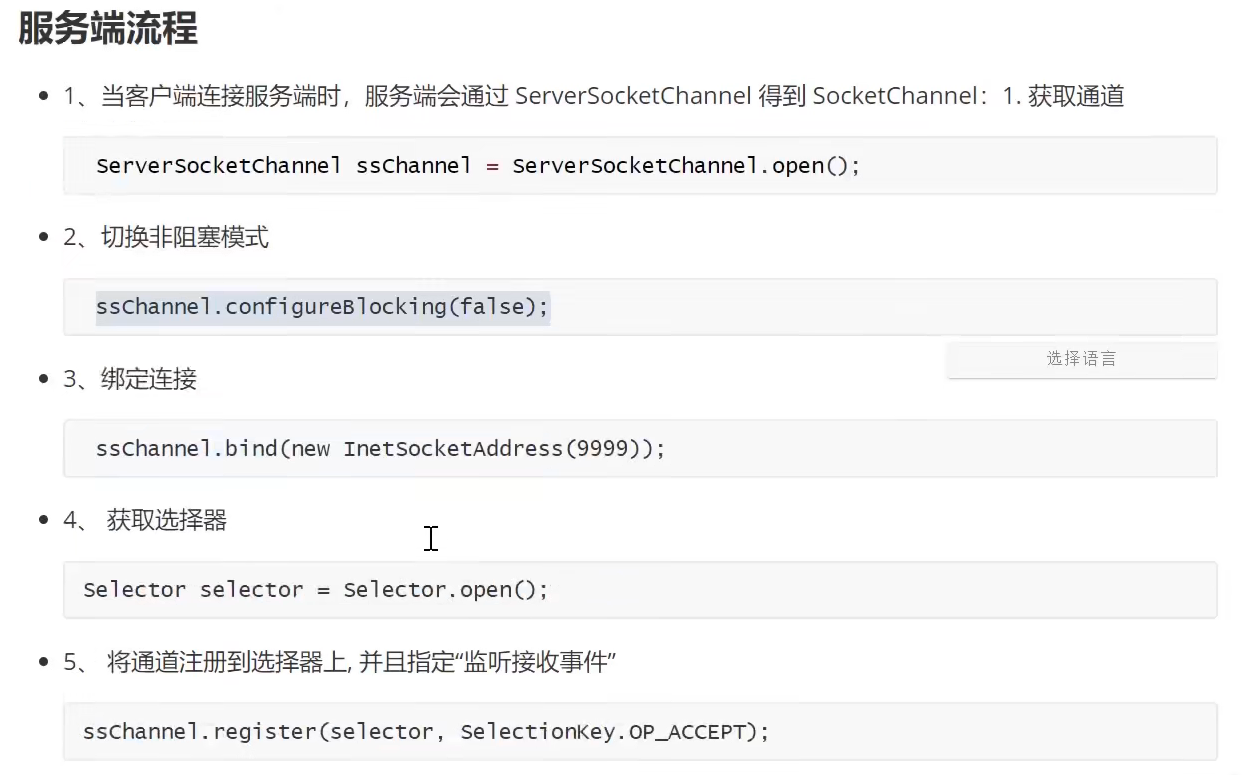 服务端流程
1、当客户端连接服务端时，服务端会通过 ServerSocketChannel 得到 SocketChannel：1. 获取通道
ServerSocketChannel ssChannel = ServerSocketChannel.open();
2、切换非阻塞模式
ssChannel.configureBlocking(false);
选择语言
3、绑定连接
ssChannel.bind(new InetSocketAddress(9999));
4、 获取选择器
Selector selector = Selector.open();
5、 将通道注册到选择器上, 并且指定“监听接收事件”
ssChannel.register(selector, SelectionKey.OP_ACCEPT);